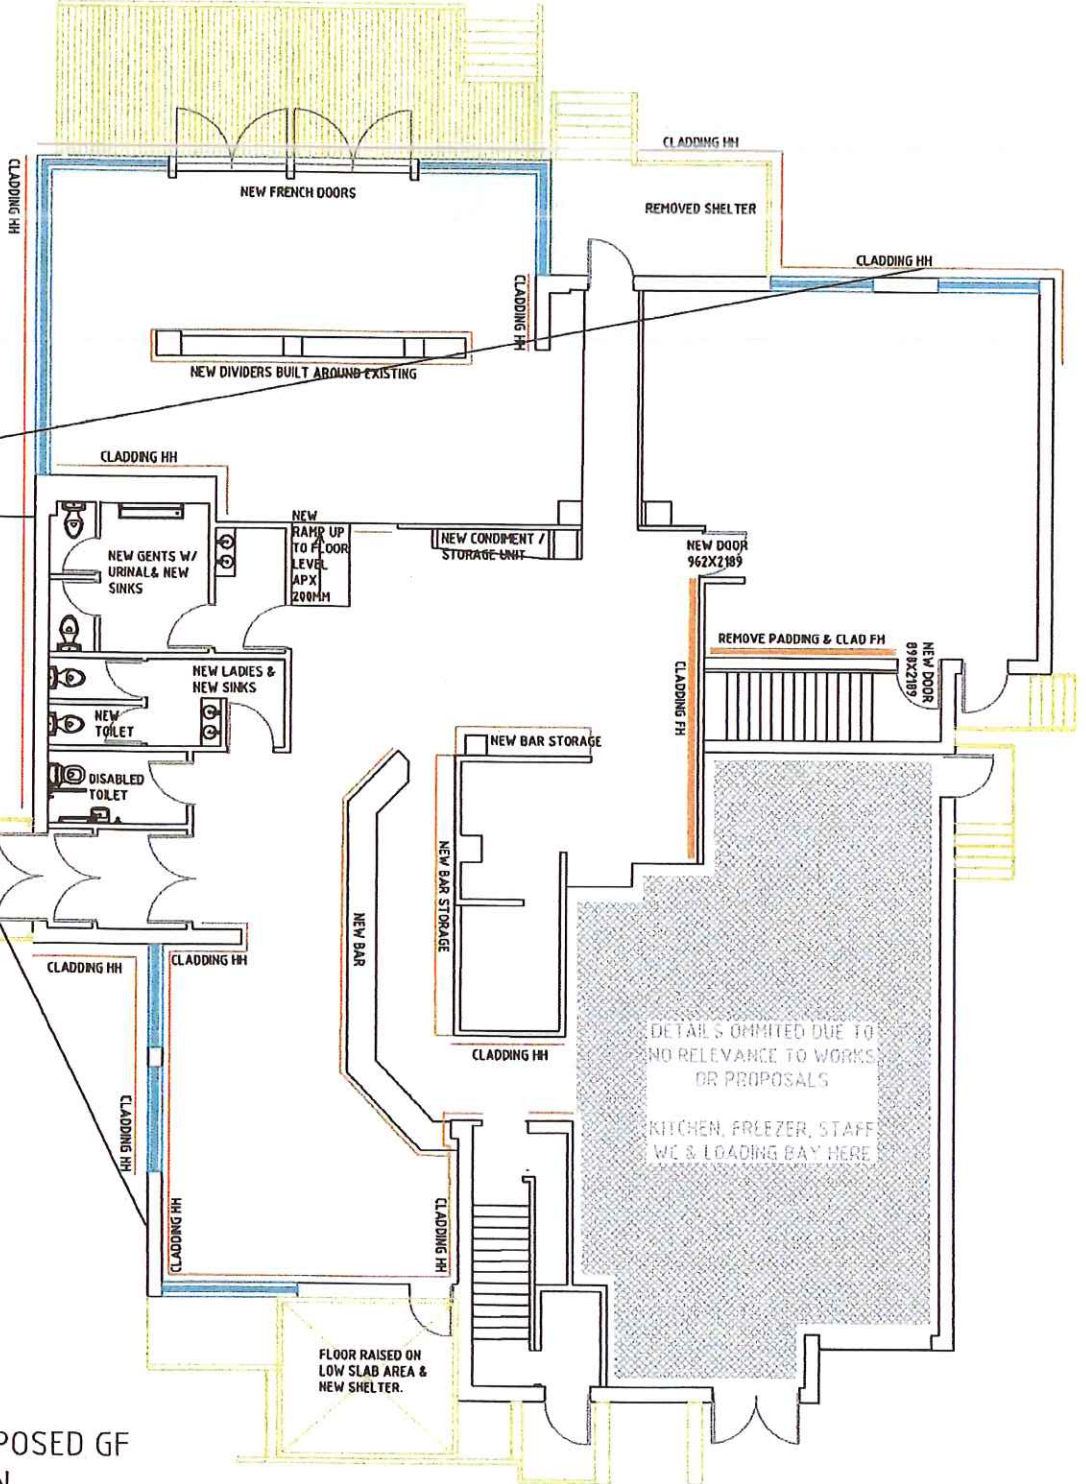 CLADDING HH
CLADDING HH
NEW FRENCH DOORS
REMOVED SHELTER
CLADDING HH
CLADDING HH
NEW DIVIDERS BUILT AROUND EXISTING
CLADDING HH
NEW
RAMP UP
TO FLOOR
LEVEL
APX
200MM
NEW CONDIMENT /
STORAGE UNIT
NEW DOOR
962X2189
NEW GENTS W/
URINAL& NEW
SINKS
REMOVE PADDING & CLAD FH
NEW DOOR
898X2189
CLADDING FH
NEW LADIES &
NEW SINKS
NEW
TOILET
NEW BAR STORAGE
DISABLED
TOILET
NEW BAR STORAGE
NEW BAR
CLADDING HH
CLADDING HH
CLADDING HH
DETAILS OMMITED DUE TO
NO RELEVANCE TO WORKS
OR PROPOSALS
KITCHEN, FREEZER, STAFF
WC & LOADING BAY HERE
CLADDING HH
CLADDING HH
CLADDING HH
FLOOR RAISED ON
LOW SLAB AREA &
NEW SHELTER.
POSED GF